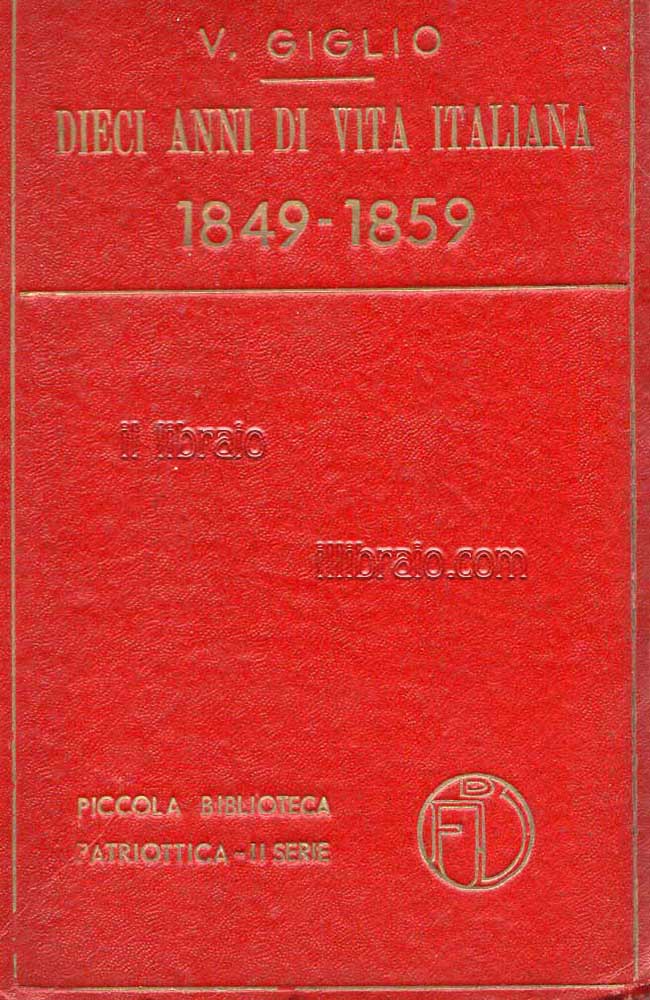 V. GIGLIO
DIECI ANNI DI VITA ITALIANA
1849-1859
il libraio
illibraio.com
PICCOLA BIBLIOTECA
PATRIOTTICA - II SERIE